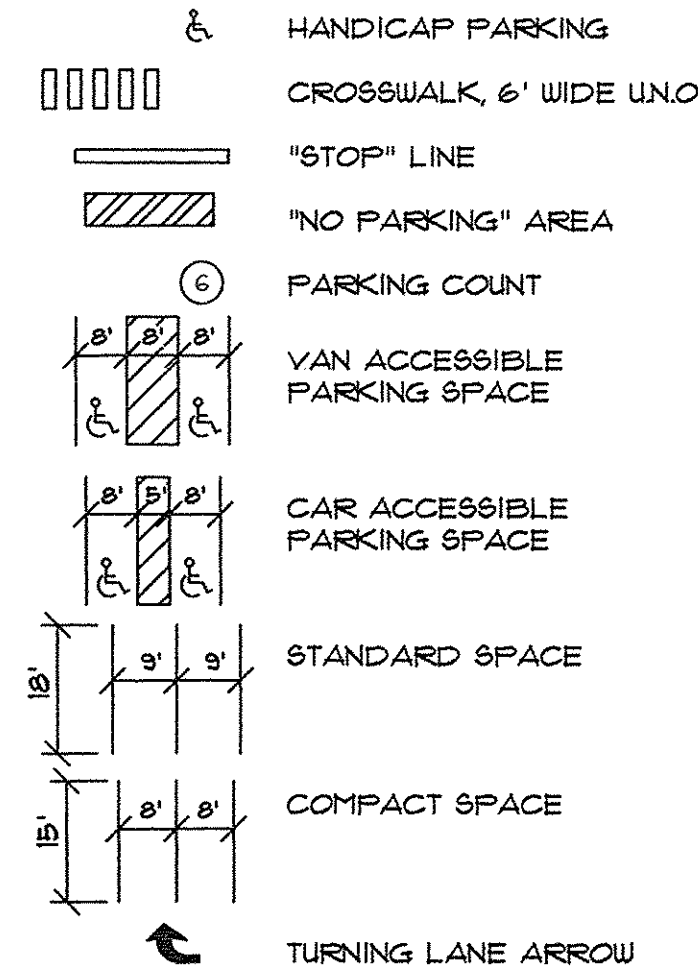 HANDICAP PARKING
CROSSWALK, 6' WIDE U.N.O
"STOP" LINE
"NO PARKING" AREA
6 PARKING COUNT
8' 8' 8'
VAN ACCESSIBLE
PARKING SPACE
8' 5' 8'
CAR ACCESSIBLE
PARKING SPACE
18' 9' 9' STANDARD SPACE
15' 8' 8' COMPACT SPACE
TURNING LANE ARROW